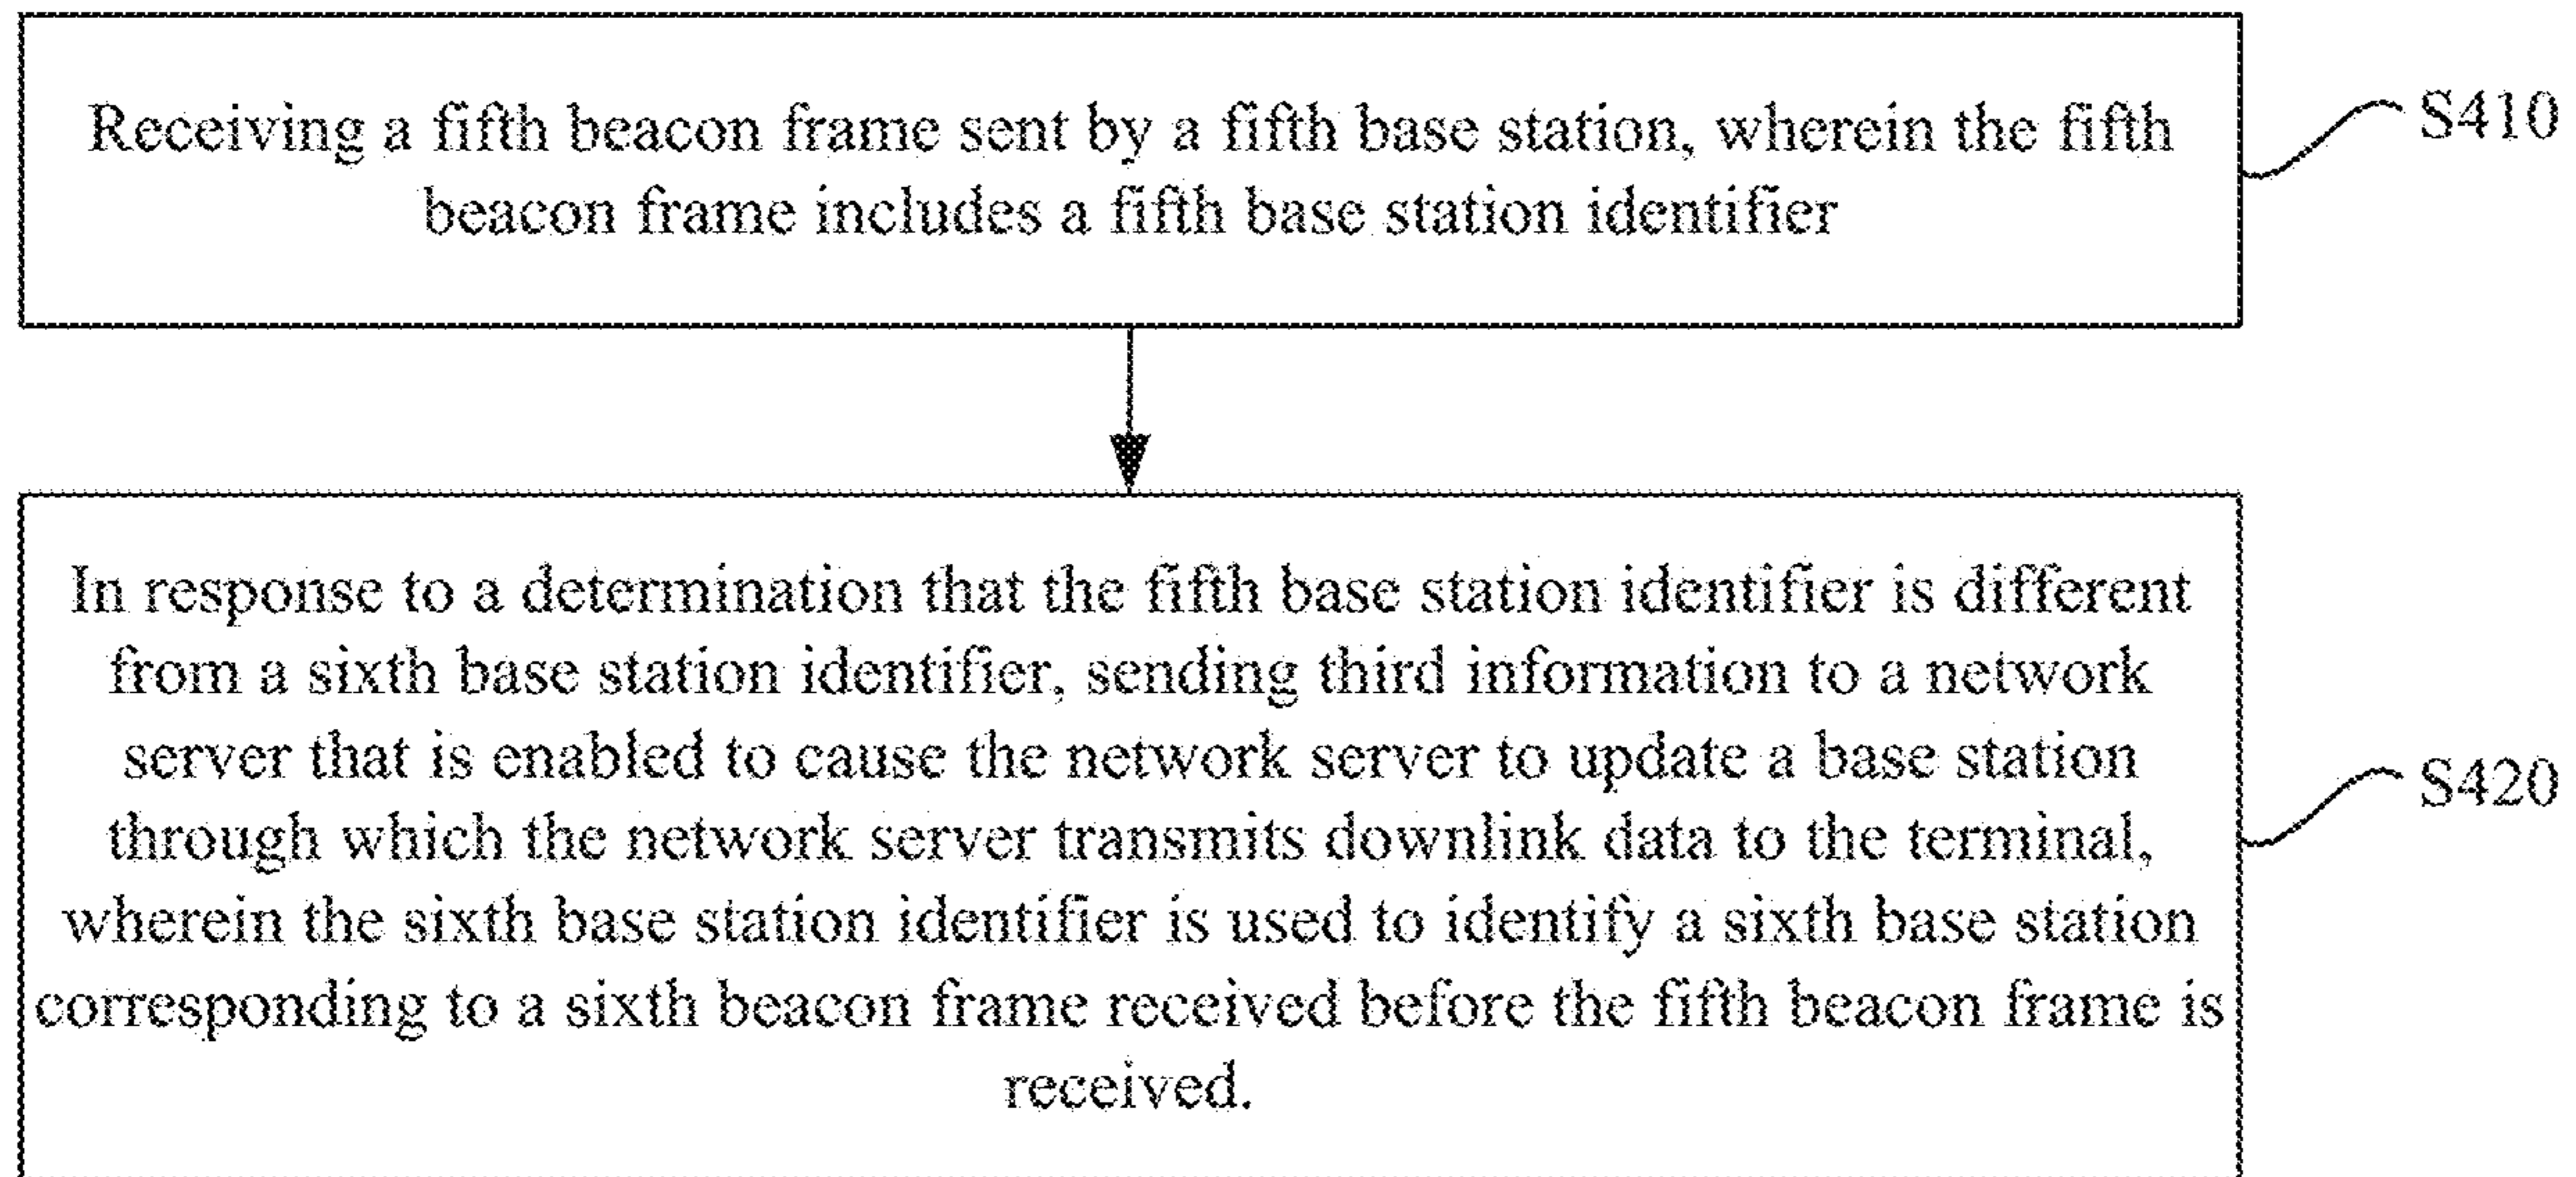 Receiving a fifth beacon frame sent by a fifth base station, wherein the fifth
beacon frame includes a fifth base station identifier
S410
In response to a determination that the fifth base station identifier is different
from a sixth base station identifier, sending third information to a network
server that is enabled to cause the network server to update a base station
through which the network server transmits downlink data to the terminal,
wherein the sixth base station identifier is used to identify a sixth base station
corresponding to a sixth beacon frame received before the fifth beacon frame is
received.
S420